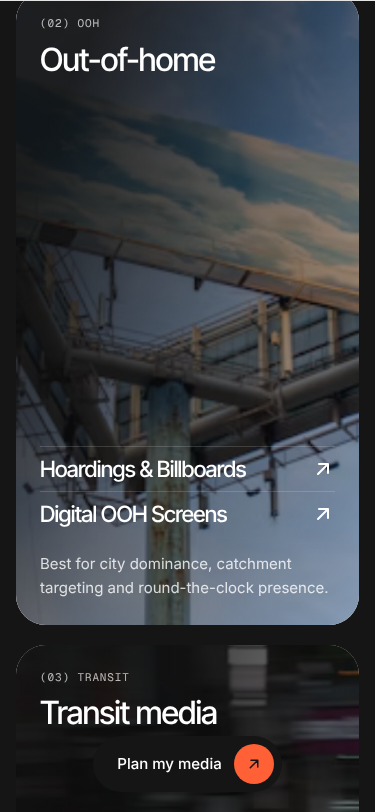 (02) OOH
Out-of-home
Hoardings & Billboards
Digital OOH Screens
Best for city dominance, catchment
targeting and round-the-clock presence.
(03) TRANSIT
Transit media
Plan my media